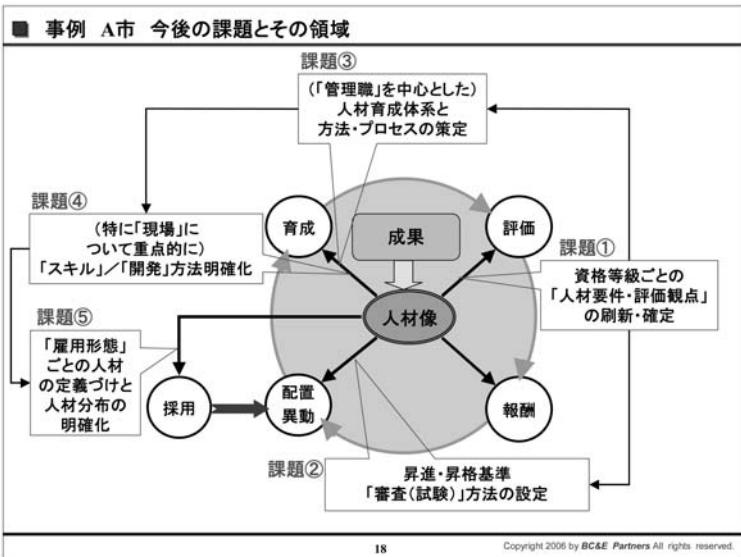 事例 A市 今後の課題とその領域
課題③
(「管理職」を中心とした)
人材育成体系と
方法・プロセスの策定
課題④
(特に「現場」に
ついて重点的に)
「スキル」/「開発」方法明確化
育成
成果
評価
課題①
資格等級ごとの
「人材要件・評価観点」
の刷新・確定
人材像
課題⑤
「雇用形態」
ごとの人材
の定義づけと
人材分布の
明確化
採用
配置
異動
報酬
課題②
昇進・昇格基準
「審査(試験)」方法の設定
18
Copyright 2006 by BC&E Partners All rights reserved.